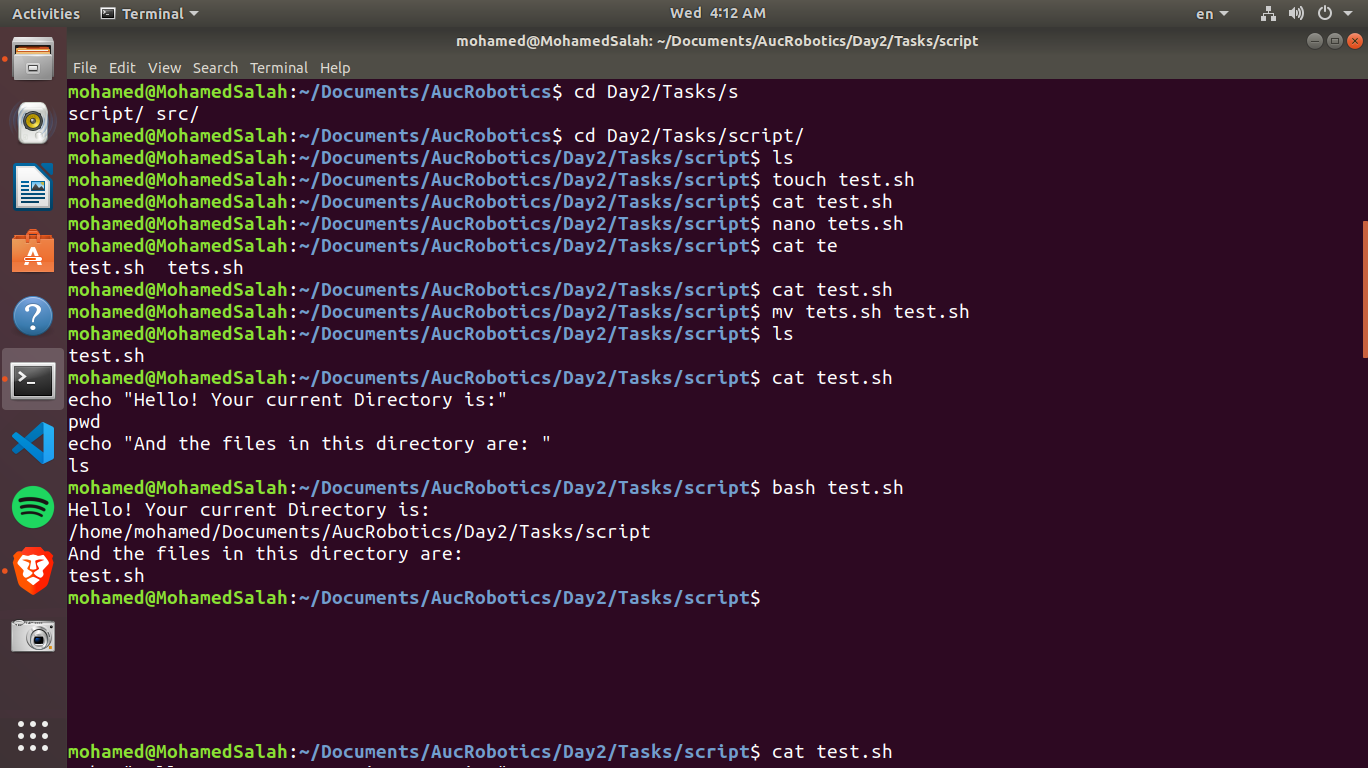 Activities Terminal Wed 4:12 AM en
mohamed@MohamedSalah: ~/Documents/AucRobotics/Day2/Tasks/script
File Edit View Search Terminal Help
mohamed@MohamedSalah:~/Documents/AucRobotics$ cd Day2/Tasks/s
script/ src/
mohamed@MohamedSalah:~/Documents/AucRobotics$ cd Day2/Tasks/script/
mohamed@MohamedSalah:~/Documents/AucRobotics/Day2/Tasks/script$ ls
mohamed@MohamedSalah:~/Documents/AucRobotics/Day2/Tasks/script$ touch test.sh
mohamed@MohamedSalah:~/Documents/AucRobotics/Day2/Tasks/script$ cat test.sh
mohamed@MohamedSalah:~/Documents/AucRobotics/Day2/Tasks/script$ nano tets.sh
mohamed@MohamedSalah:~/Documents/AucRobotics/Day2/Tasks/script$ cat te
test.sh  tets.sh
mohamed@MohamedSalah:~/Documents/AucRobotics/Day2/Tasks/script$ cat test.sh
mohamed@MohamedSalah:~/Documents/AucRobotics/Day2/Tasks/script$ mv tets.sh test.sh
mohamed@MohamedSalah:~/Documents/AucRobotics/Day2/Tasks/script$ ls
test.sh
mohamed@MohamedSalah:~/Documents/AucRobotics/Day2/Tasks/script$ cat test.sh
echo "Hello! Your current Directory is:"
pwd
echo "And the files in this directory are: "
ls
mohamed@MohamedSalah:~/Documents/AucRobotics/Day2/Tasks/script$ bash test.sh
Hello! Your current Directory is:
/home/mohamed/Documents/AucRobotics/Day2/Tasks/script
And the files in this directory are:
test.sh
mohamed@MohamedSalah:~/Documents/AucRobotics/Day2/Tasks/script$
mohamed@MohamedSalah:~/Documents/AucRobotics/Day2/Tasks/script$ cat test.sh